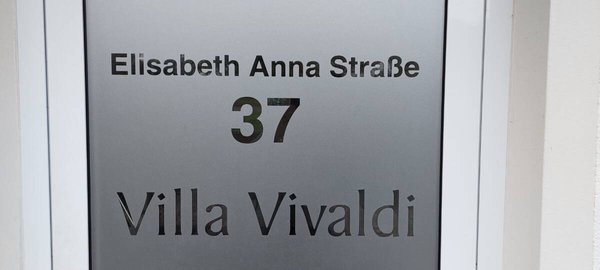 Elisabeth Anna Straße
37
Villa Vivaldi